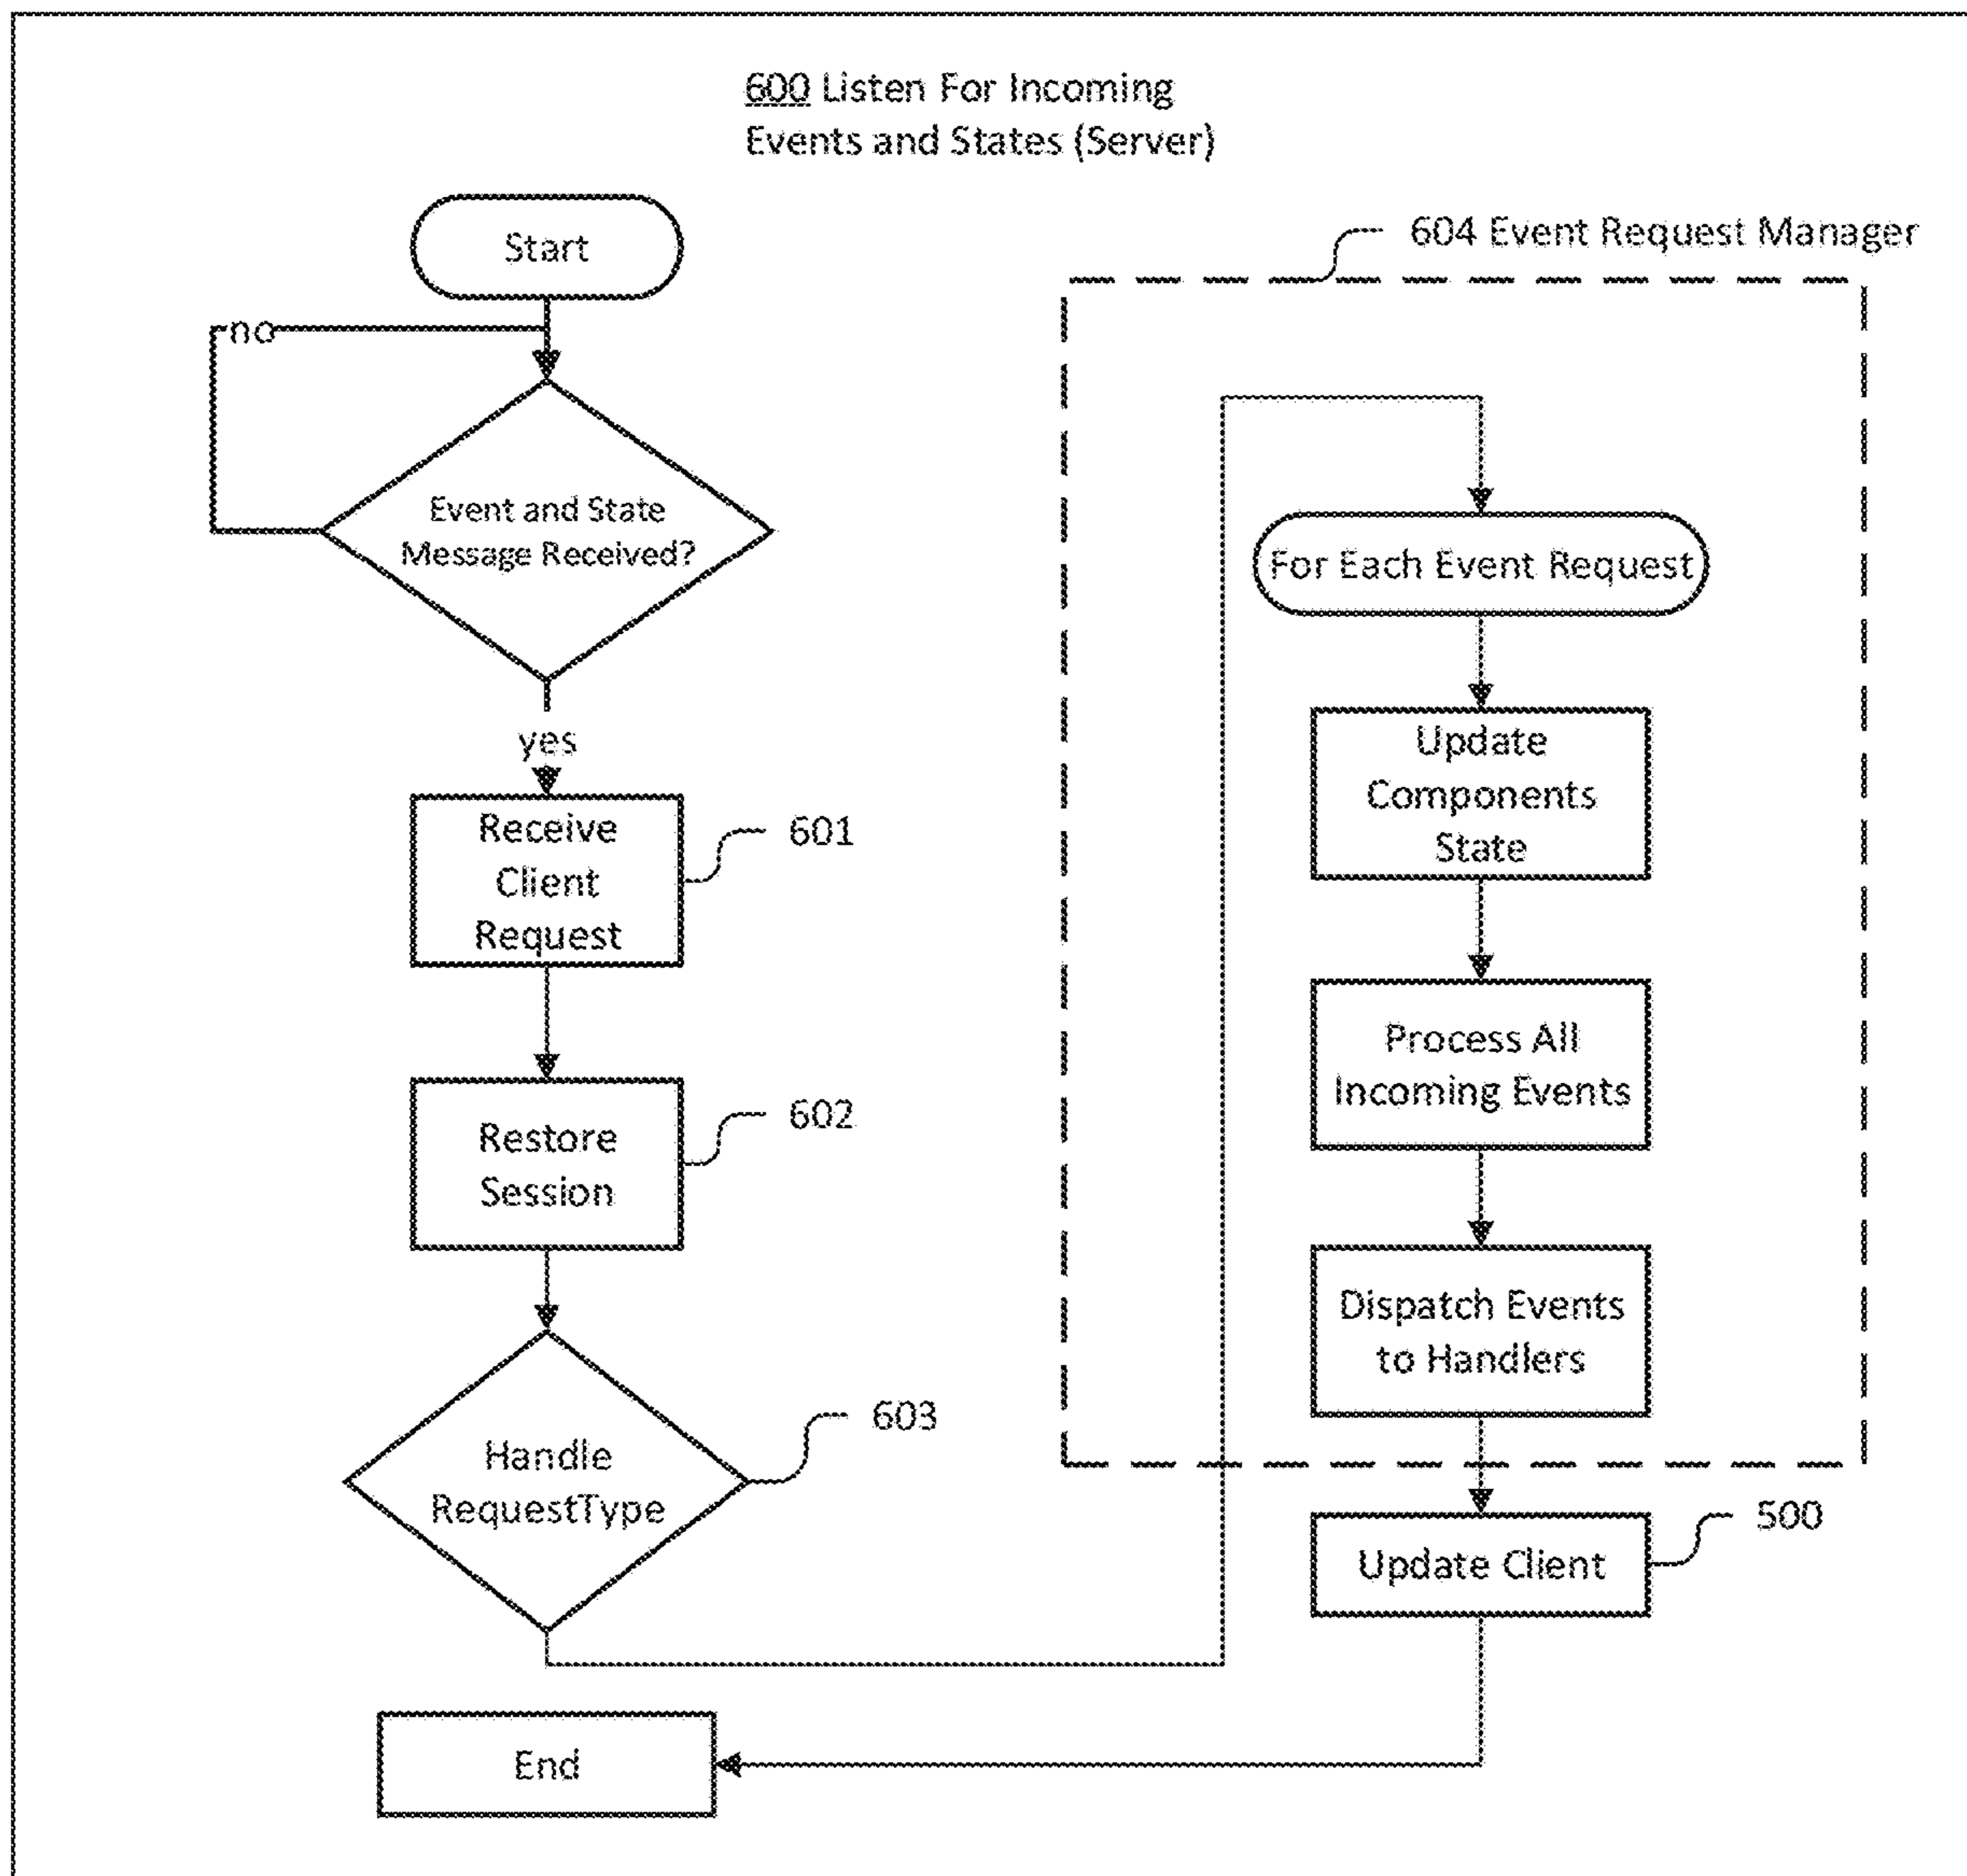 600 Listen For Incoming
Events and States (Server)
Start
no
Event and State
Message Received?
yes
Receive
Client
Request
601
Restore
Session
602
Handle
RequestType
603
End
604 Event Request Manager
For Each Event Request
Update
Components
State
Process All
Incoming Events
Dispatch Events
to Handlers
Update Client
500